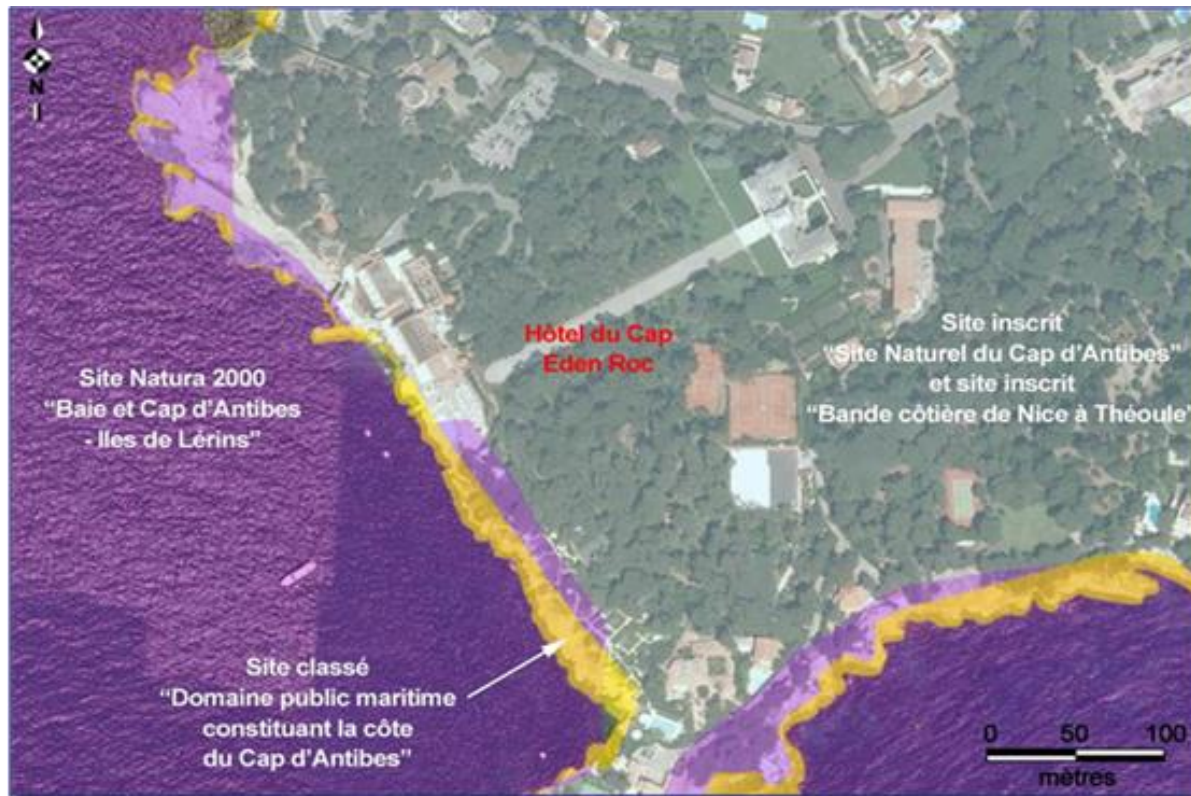 N
Hôtel du Cap
Eden Roc
Site inscrit
"Site Naturel du Cap d'Antibes"
et site inscrit
"Bande côtière de Nice à Théoule"
Site Natura 2000
"Baie et Cap d'Antibes
- Iles de Lérins"
Site classé
"Domaine public maritime
constituant la côte
du Cap d'Antibes"
0 50 100
mètres